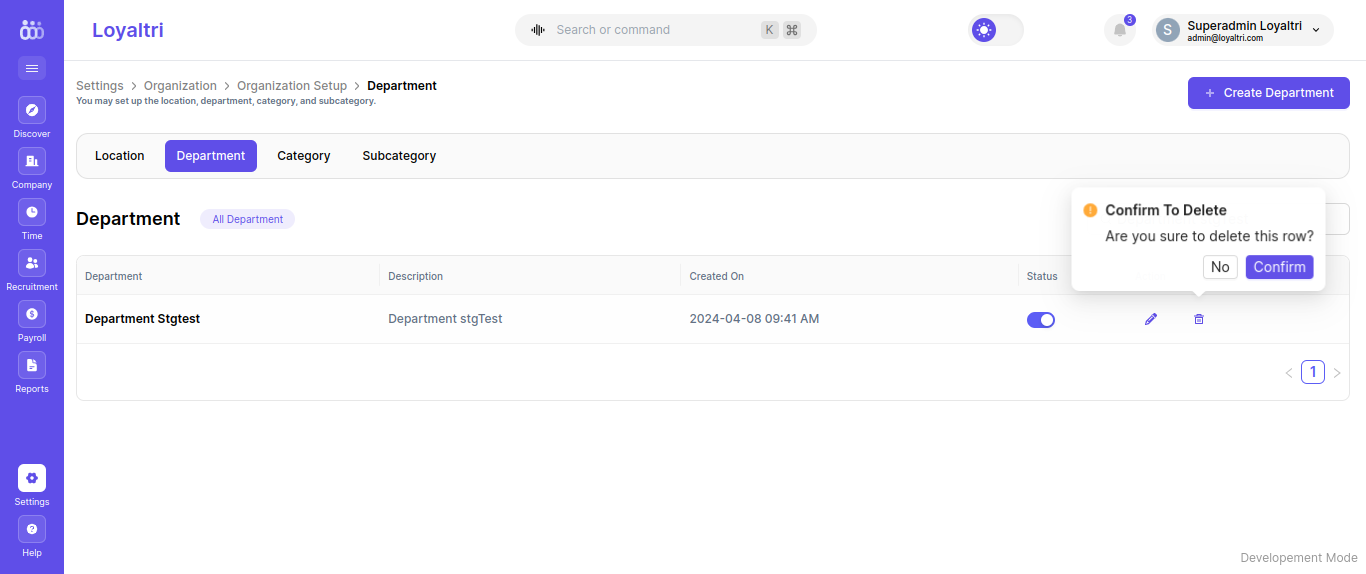 Loyaltri
Search or command K ⌘
3
S Superadmin Loyaltri
admin@loyaltri.com
Discover
Company
Time
Recruitment
$
Payroll
Reports
Settings
?
Help
Settings > Organization > Organization Setup > Department
You may set up the location, department, category, and subcategory.
+ Create Department
Location Department Category Subcategory
Department All Department
! Confirm To Delete
Are you sure to delete this row?
No Confirm
Department Description Created On Status
Department Stgtest Department stgTest 2024-04-08 09:41 AM
< 1 >
Developement Mode